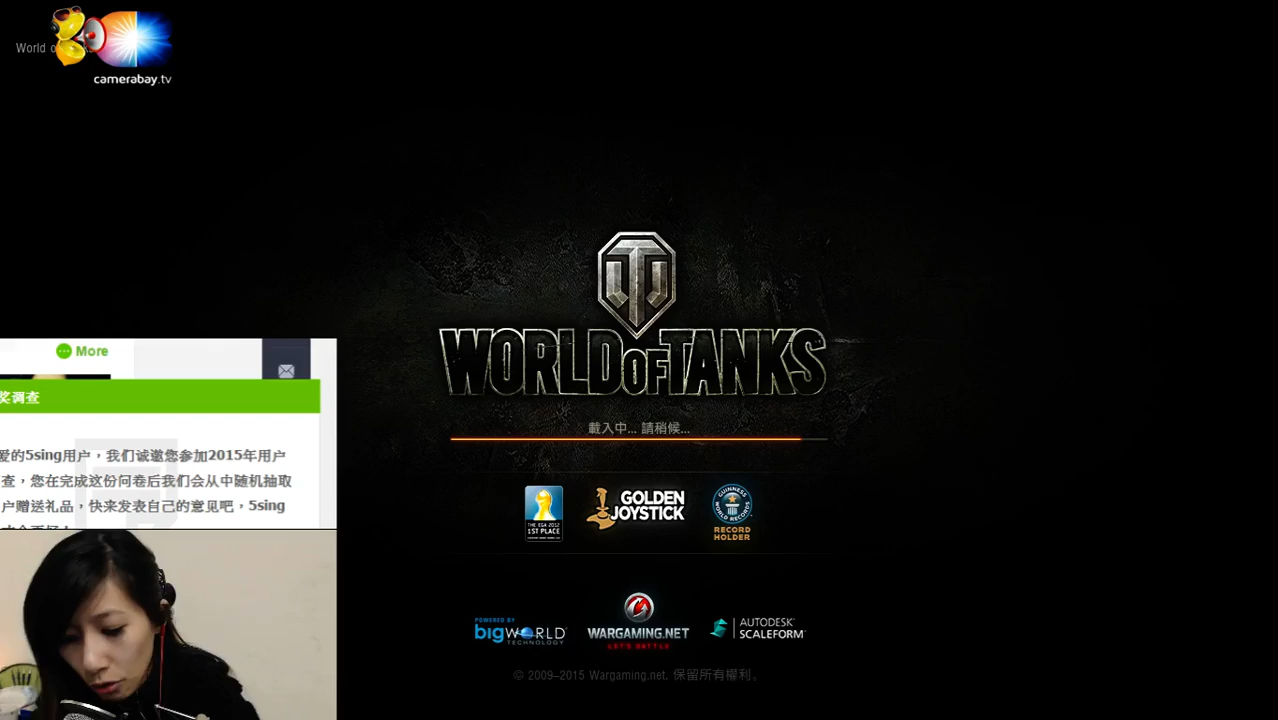 World o
camerabay.tv
WORLD OF TANKS
載入中... 請稍候...
More
奖调查
爱的5sing用户，我们诚邀您参加2015年用户
查，您在完成这份问卷后我们会从中随机抽取
户赠送礼品，快来发表自己的意见吧，5sing
THE EGA 2012
1ST PLACE
GOLDEN
JOYSTICK
GUINNESS
WORLD RECORDS
RECORD
HOLDER
POWERED BY
bigWORLD
TECHNOLOGY
WARGAMING.NET
LET'S BATTLE
AUTODESK
SCALEFORM
© 2009–2015 Wargaming.net. 保留所有權利。